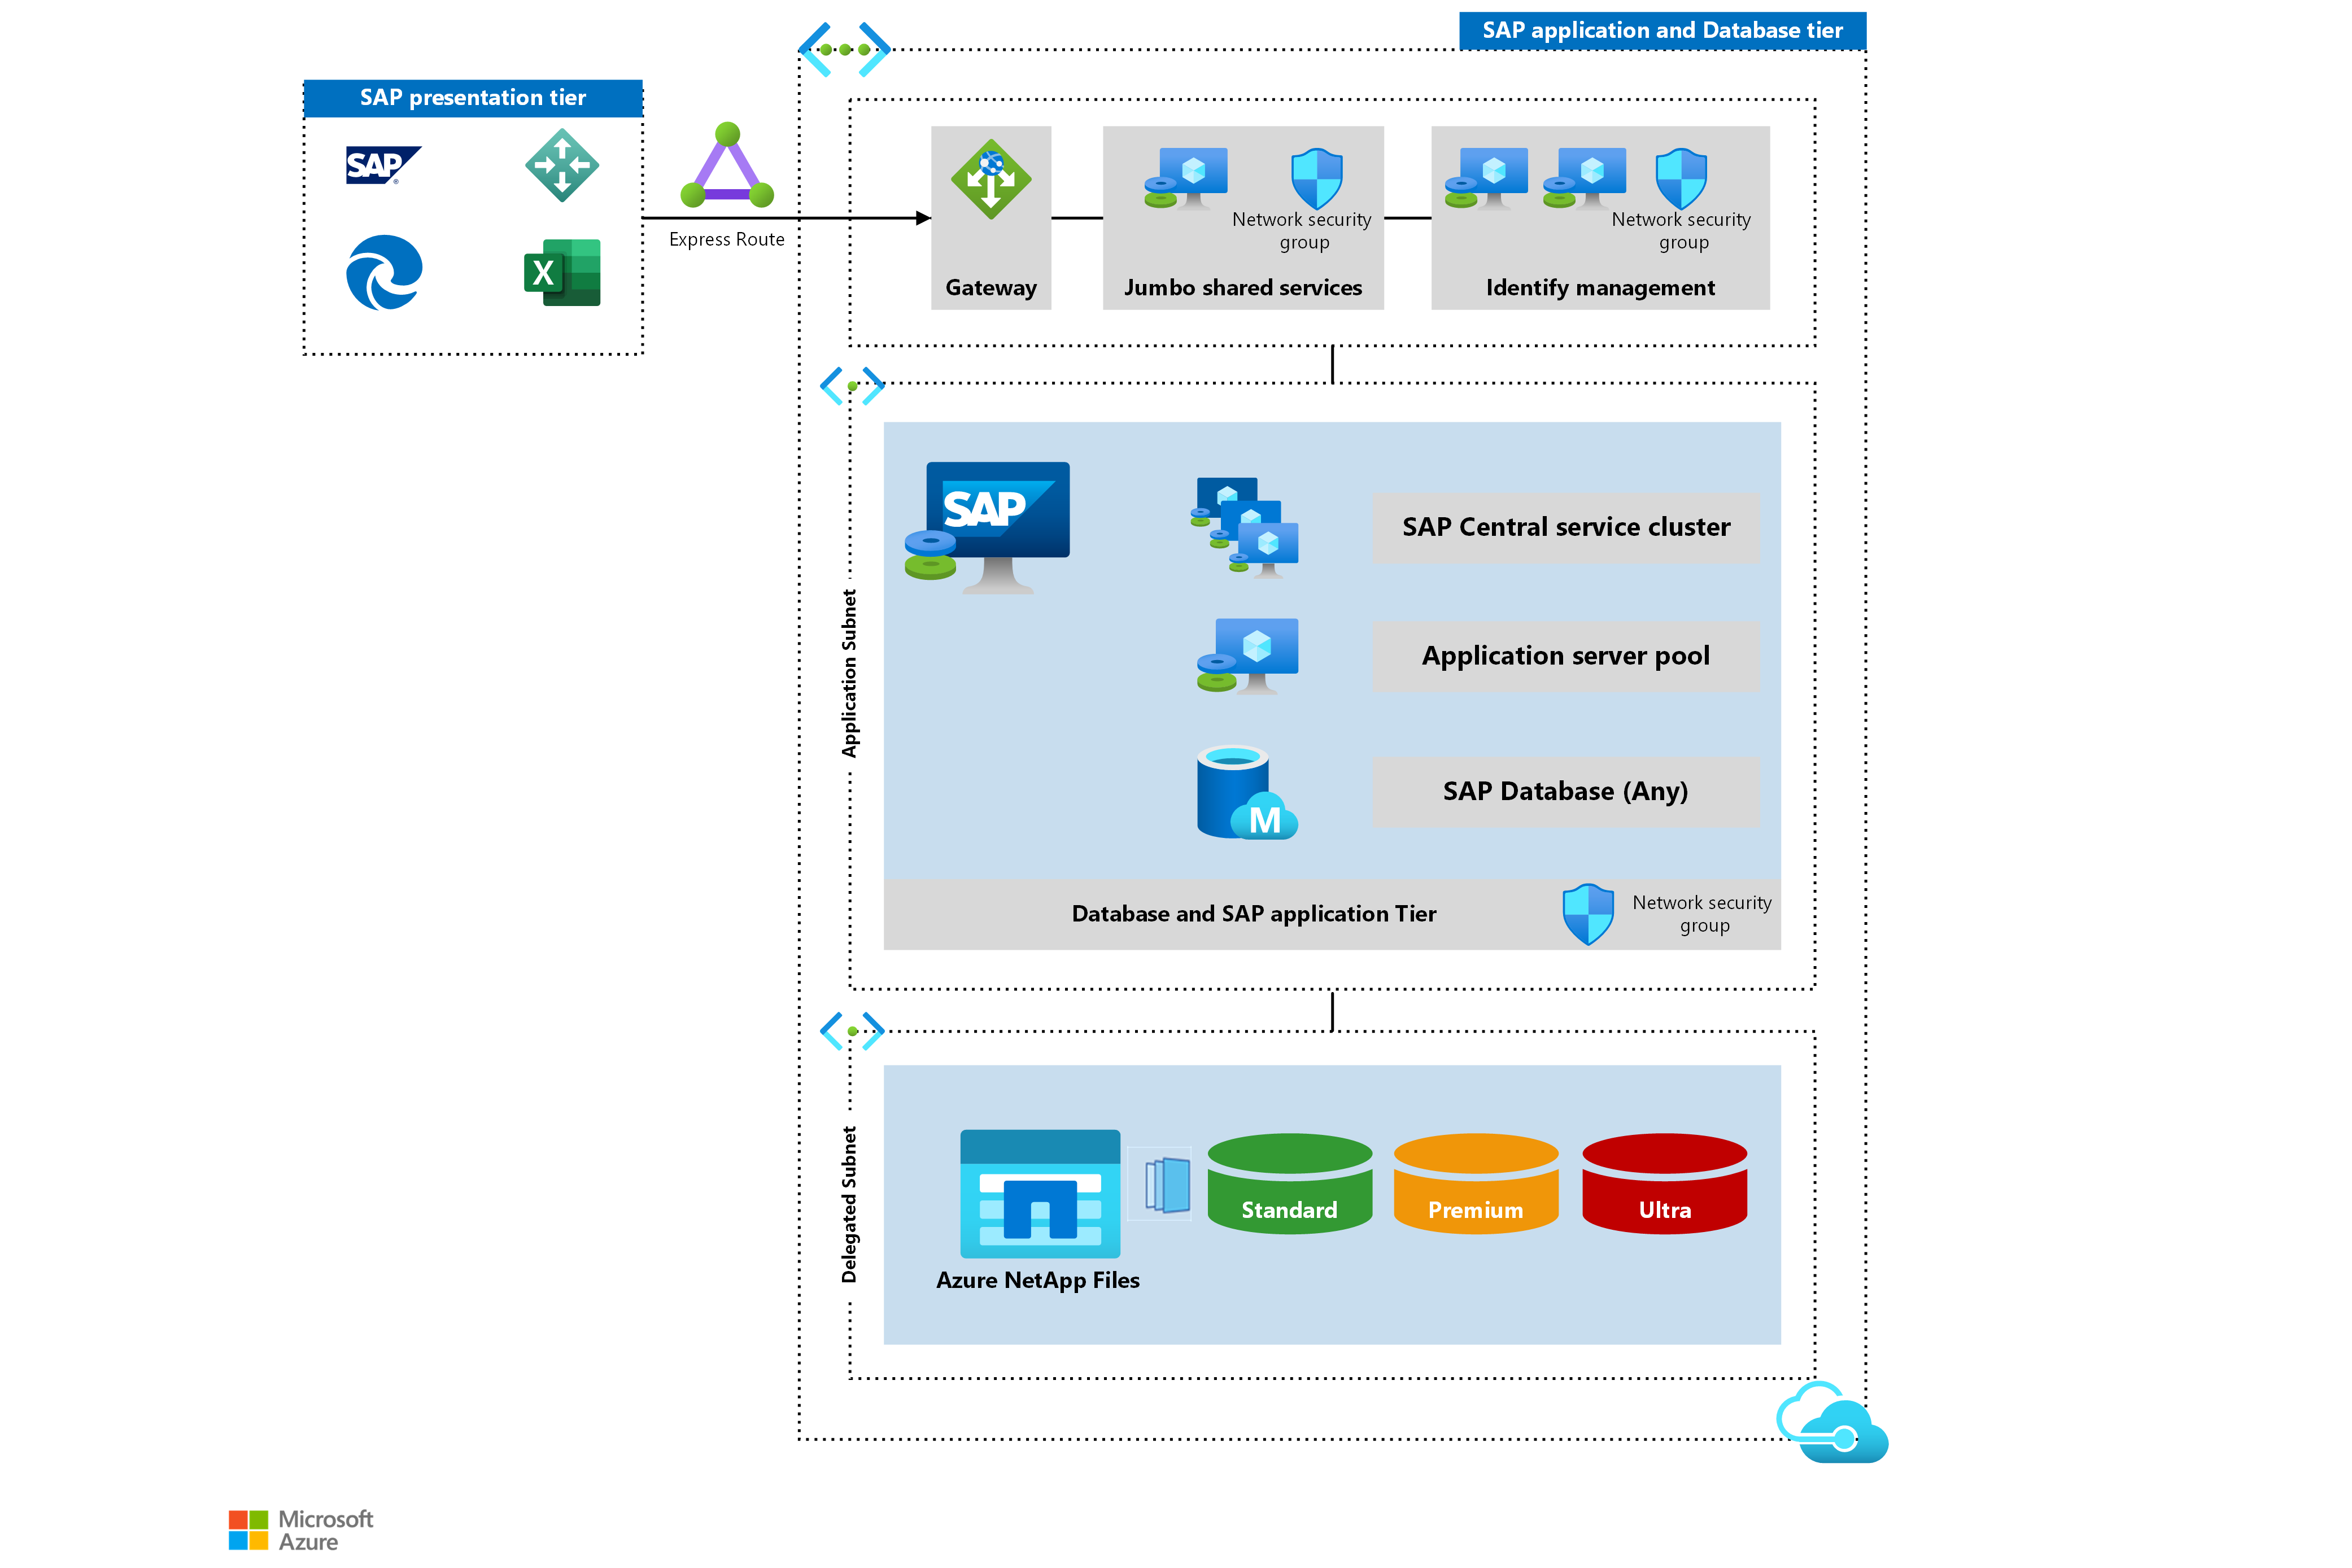 SAP application and Database tier
SAP presentation tier
SAP
X
Express Route
Gateway
Network security
group
Jumbo shared services
Network security
group
Identify management
Application Subnet
SAP
SAP Central service cluster
Application server pool
M
SAP Database (Any)
Database and SAP application Tier
Network security
group
Delegated Subnet
Azure NetApp Files
Standard
Premium
Ultra
Microsoft
Azure